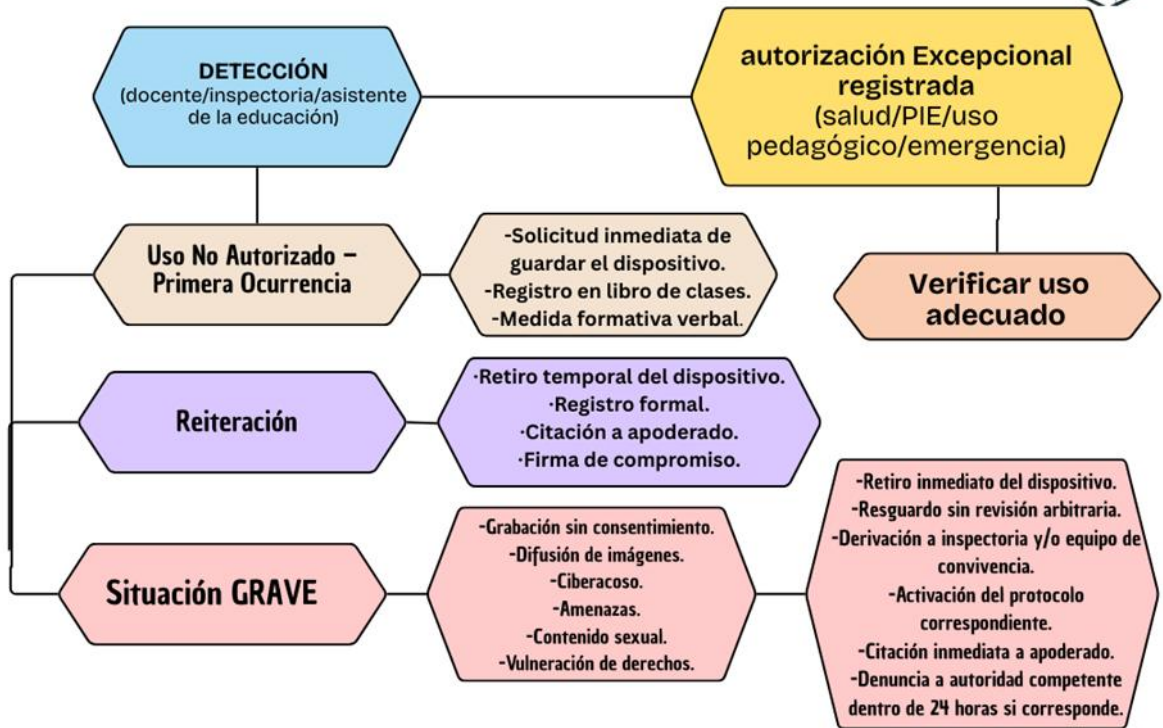 DETECCIÓN
(docente/inspectoria/asistente
de la educación)
autorización Excepcional
registrada
(salud/PIE/uso
pedagógico/emergencia)
Uso No Autorizado –
Primera Ocurrencia
-Solicitud inmediata de
guardar el dispositivo.
-Registro en libro de clases.
-Medida formativa verbal.
Verificar uso
adecuado
Reiteración
·Retiro temporal del dispositivo.
·Registro formal.
·Citación a apoderado.
·Firma de compromiso.
Situación GRAVE
-Grabación sin consentimiento.
-Difusión de imágenes.
-Ciberacoso.
-Amenazas.
-Contenido sexual.
-Vulneración de derechos.
-Retiro inmediato del dispositivo.
-Resguardo sin revisión arbitraria.
-Derivación a inspectoria y/o equipo de
convivencia.
-Activación del protocolo
correspondiente.
-Citación inmediata a apoderado.
-Denuncia a autoridad competente
dentro de 24 horas si corresponde.